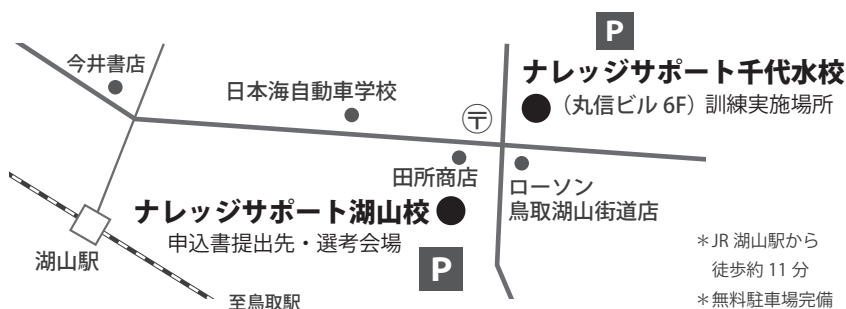 P
今井書店
ナレッジサポート千代水校
日本海自動車学校
（丸信ビル 6F）訓練実施場所
〒
田所商店
ローソン
鳥取湖山街道店
ナレッジサポート湖山校
申込書提出先・選考会場
P
湖山駅
至鳥取駅
＊JR 湖山駅から
徒歩約 11 分
＊無料駐車場完備